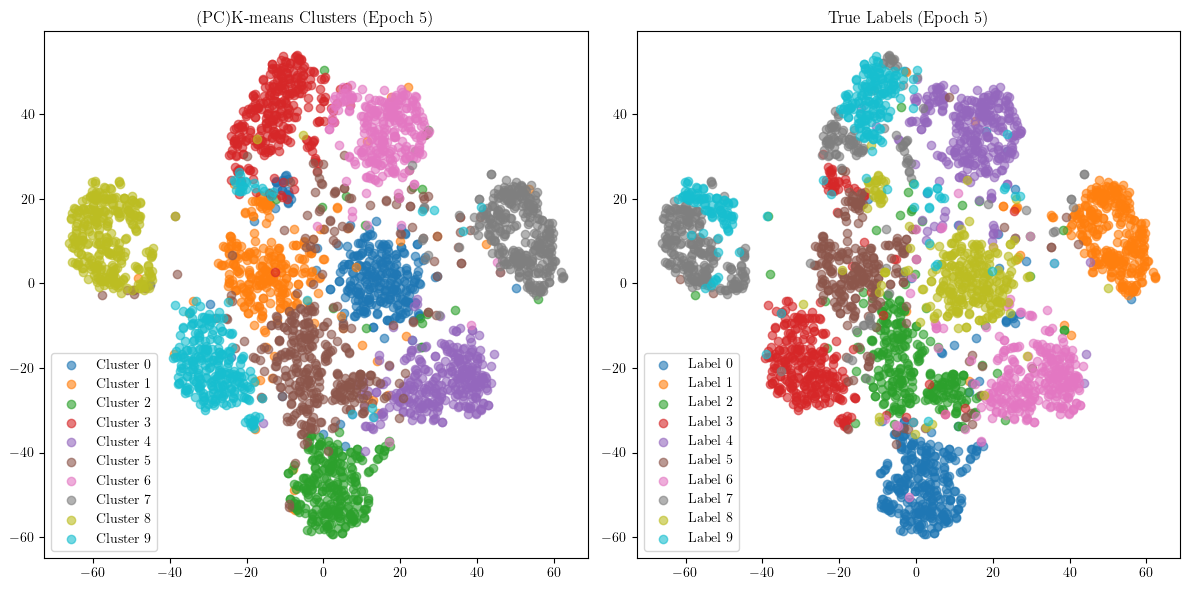 (PC)K-means Clusters (Epoch 5)
40
20
0
−20
−40
−60
−60
−40
−20
0
20
40
60
Cluster 0
Cluster 1
Cluster 2
Cluster 3
Cluster 4
Cluster 5
Cluster 6
Cluster 7
Cluster 8
Cluster 9
True Labels (Epoch 5)
40
20
0
−20
−40
−60
−60
−40
−20
0
20
40
60
Label 0
Label 1
Label 2
Label 3
Label 4
Label 5
Label 6
Label 7
Label 8
Label 9